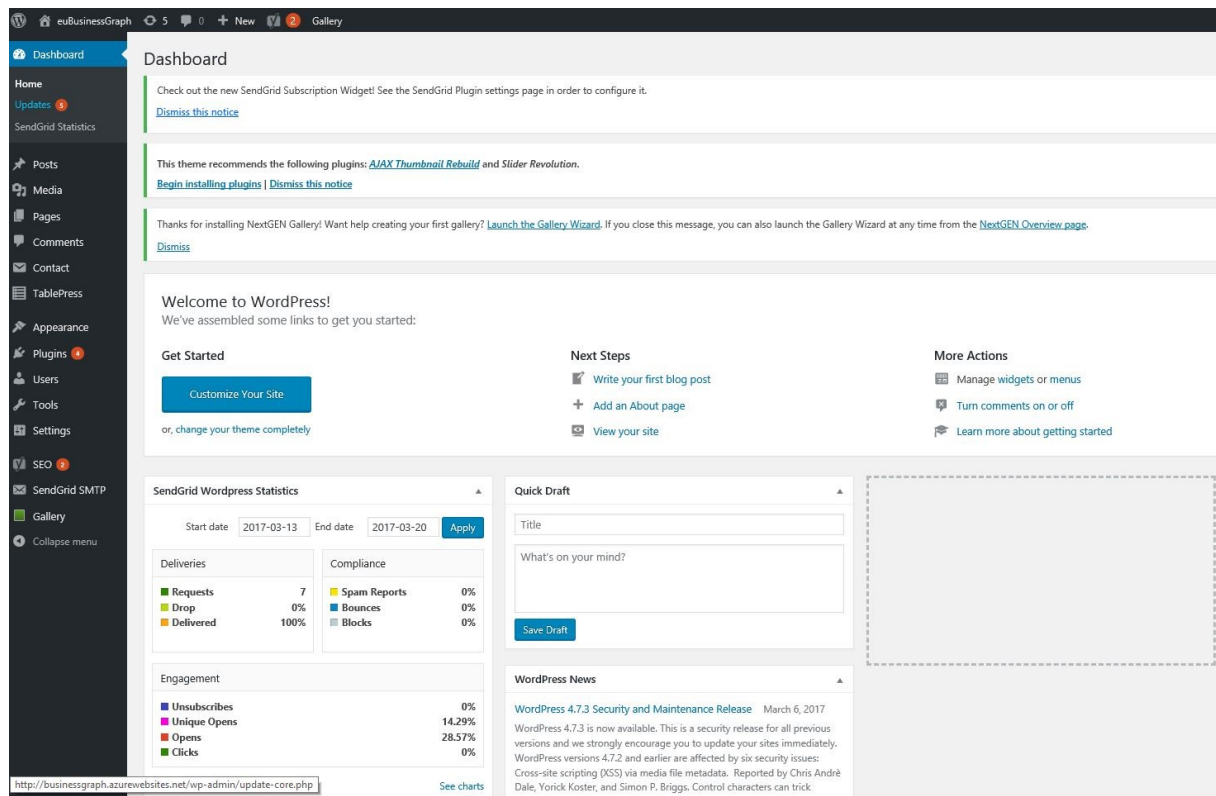 euBusinessGraph 5 0 New 2 Gallery
Dashboard
Home
Updates 5
SendGrid Statistics
Posts
Media
Pages
Comments
Contact
TablePress
Appearance
Plugins 4
Users
Tools
Settings
SEO 2
SendGrid SMTP
Gallery
Collapse menu
Dashboard
Check out the new SendGrid Subscription Widget! See the SendGrid Plugin settings page in order to configure it.
Dismiss this notice
This theme recommends the following plugins: AJAX Thumbnail Rebuild and Slider Revolution.
Begin installing plugins | Dismiss this notice
Thanks for installing NextGEN Gallery! Want help creating your first gallery? Launch the Gallery Wizard. If you close this message, you can also launch the Gallery Wizard at any time from the NextGEN Overview page.
Dismiss
Welcome to WordPress!
We've assembled some links to get you started:
Get Started
Customize Your Site
or, change your theme completely
Next Steps
Write your first blog post
Add an About page
View your site
More Actions
Manage widgets or menus
Turn comments on or off
Learn more about getting started
SendGrid Wordpress Statistics
Start date 2017-03-13 End date 2017-03-20 Apply
Deliveries
Requests 7
Drop 0%
Delivered 100%
Compliance
Spam Reports 0%
Bounces 0%
Blocks 0%
Engagement
Unsubscribes 0%
Unique Opens 14.29%
Opens 28.57%
Clicks 0%
See charts
Quick Draft
Title
What's on your mind?
Save Draft
WordPress News
WordPress 4.7.3 Security and Maintenance Release March 6, 2017
WordPress 4.7.3 is now available. This is a security release for all previous
versions and we strongly encourage you to update your sites immediately.
WordPress versions 4.7.2 and earlier are affected by six security issues:
Cross-site scripting (XSS) via media file metadata. Reported by Chris Andrè
Dale, Yorick Koster, and Simon P. Briggs. Control characters can trick
http://businessgraph.azurewebsites.net/wp-admin/update-core.php